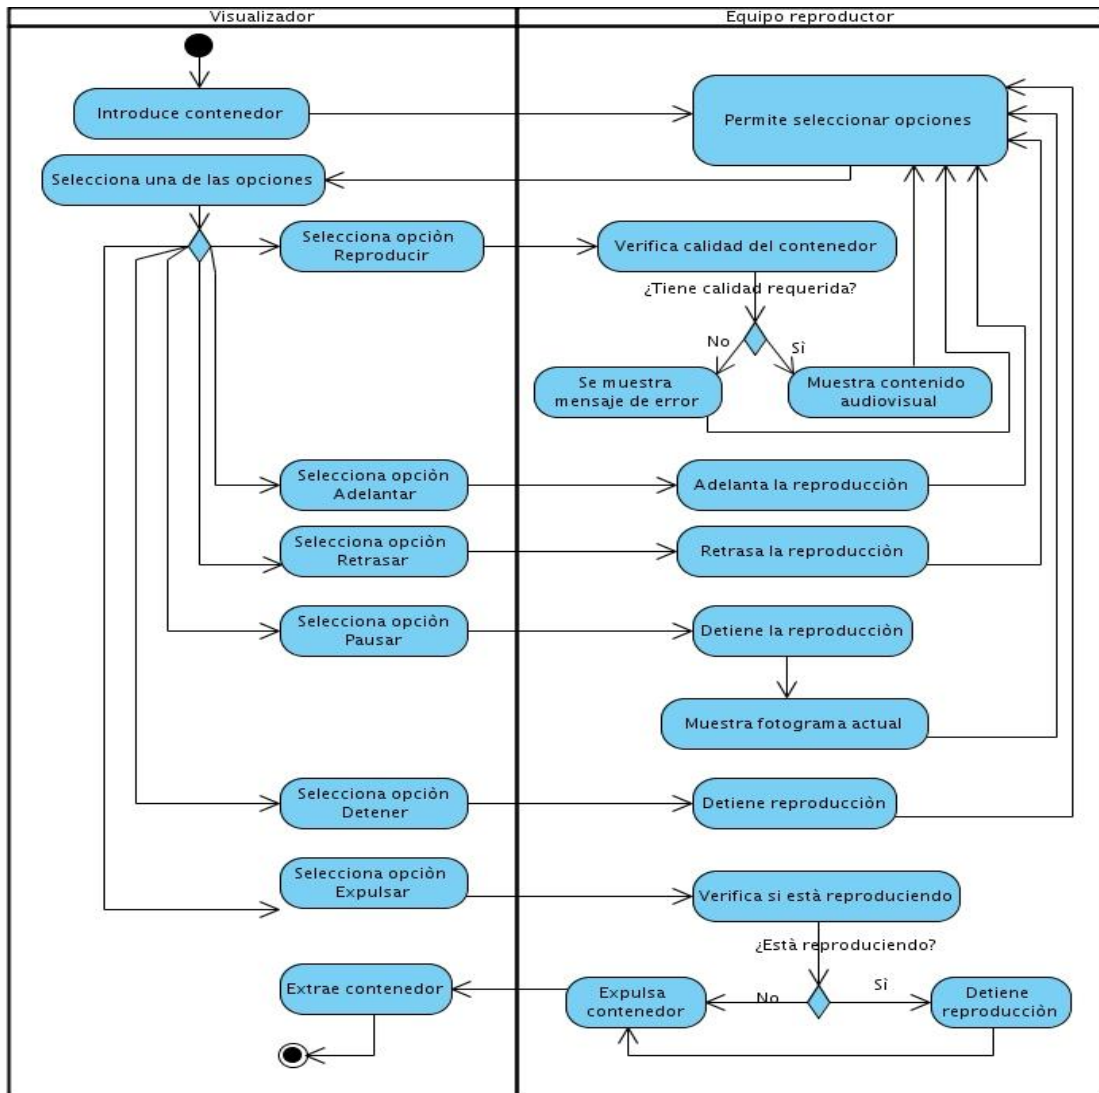 Visualizador
Equipo reproductor
Introduce contenedor
Permite seleccionar opciones
Selecciona una de las opciones
Selecciona opciòn
Reproducir
Verifica calidad del contenedor
¿Tiene calidad requerida?
No
Sì
Se muestra
mensaje de error
Muestra contenido
audiovisual
Selecciona opciòn
Adelantar
Adelanta la reproducciòn
Selecciona opciòn
Retrasar
Retrasa la reproducciòn
Selecciona opciòn
Pausar
Detiene la reproducciòn
Muestra fotograma actual
Selecciona opciòn
Detener
Detiene reproducciòn
Selecciona opciòn
Expulsar
Verifica si està reproduciendo
¿Està reproduciendo?
Extrae contenedor
Expulsa
contenedor
No
Sì
Detiene
reproducciòn